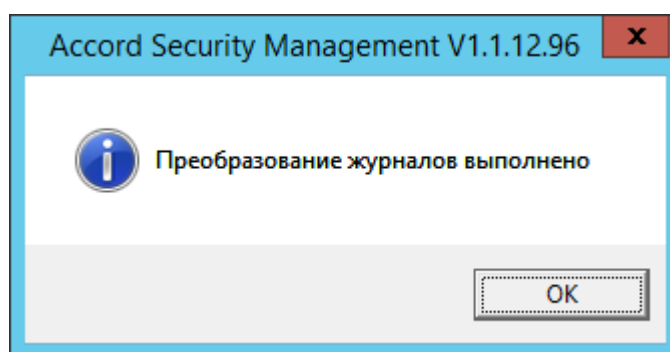 Accord Security Management V1.1.12.96
Преобразование журналов выполнено
OK